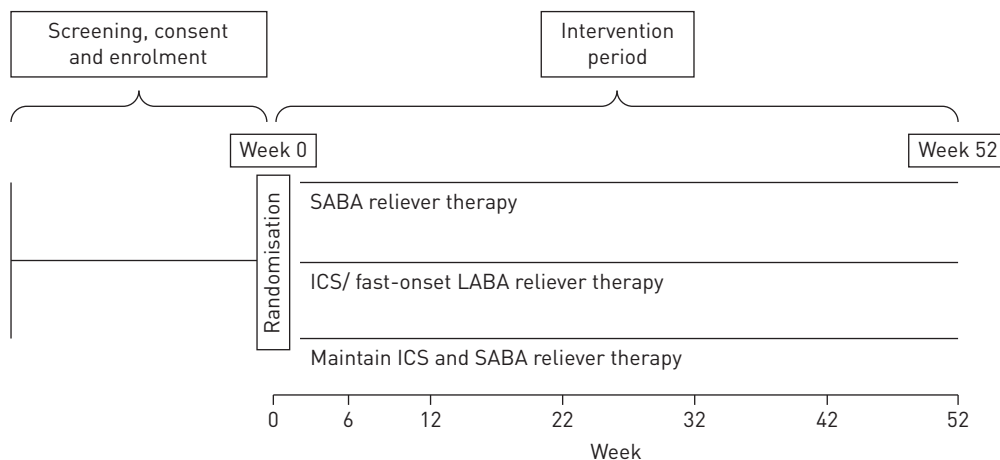 Screening, consent
and enrolment
Intervention
period
Week 0
Week 52
Randomisation
SABA reliever therapy
ICS/ fast-onset LABA reliever therapy
Maintain ICS and SABA reliever therapy
0 6 12 22 32 42 52
Week